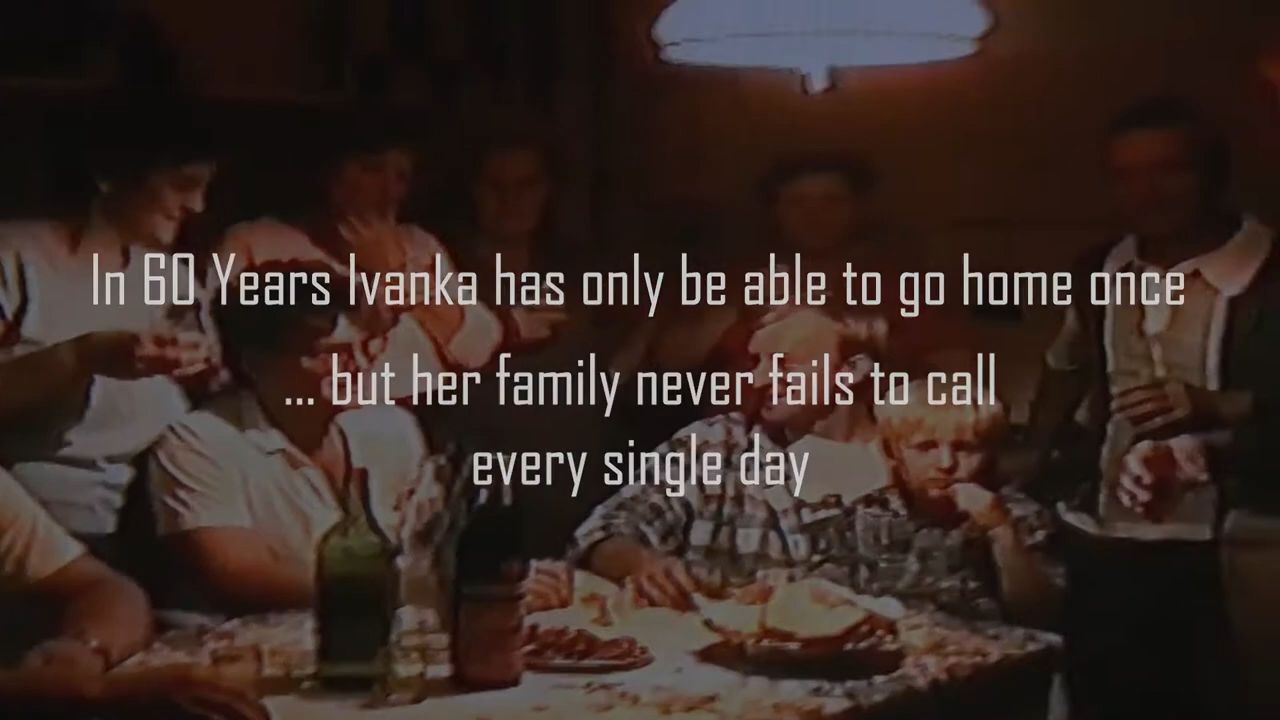 In 60 Years Ivanka has only be able to go home once
... but her family never fails to call
every single day